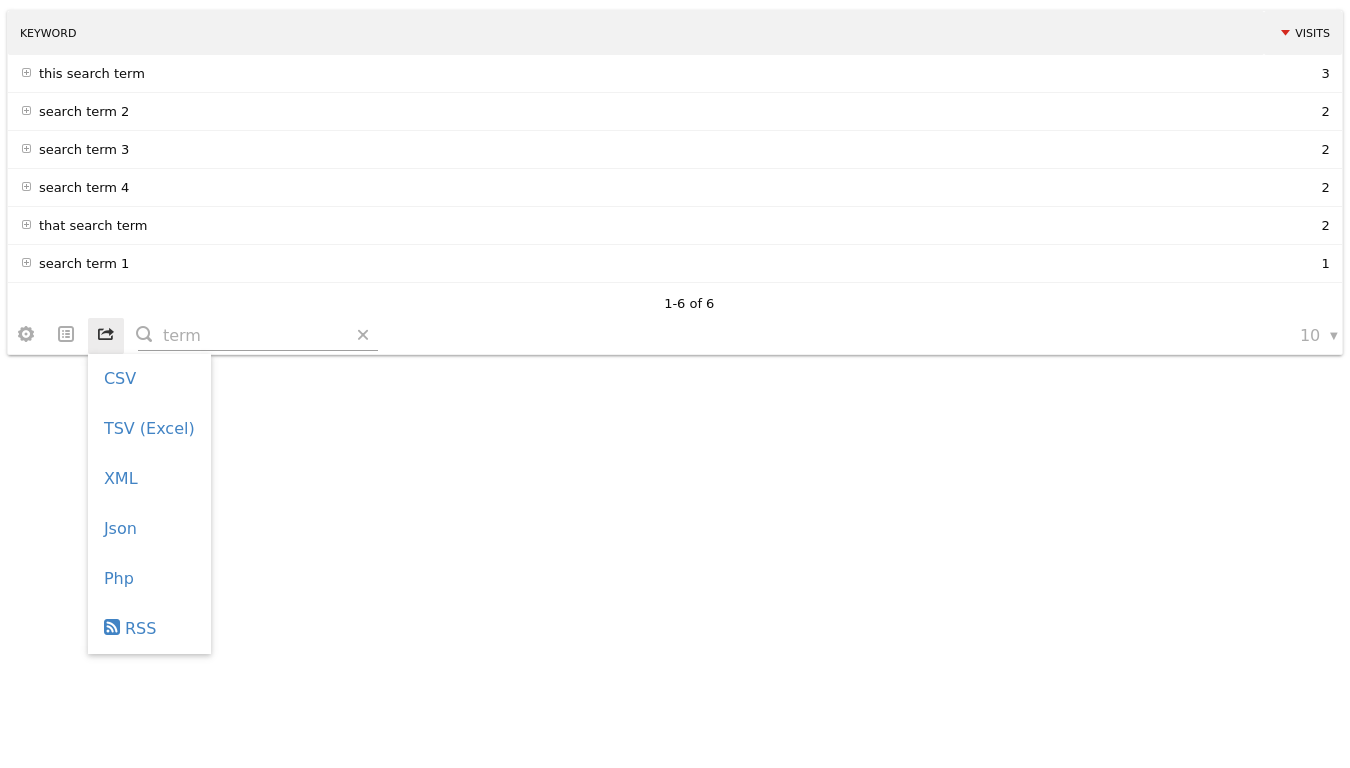 KEYWORD VISITS
this search term 3
search term 2 2
search term 3 2
search term 4 2
that search term 2
search term 1 1
1-6 of 6
term 10
CSV
TSV (Excel)
XML
Json
Php
RSS